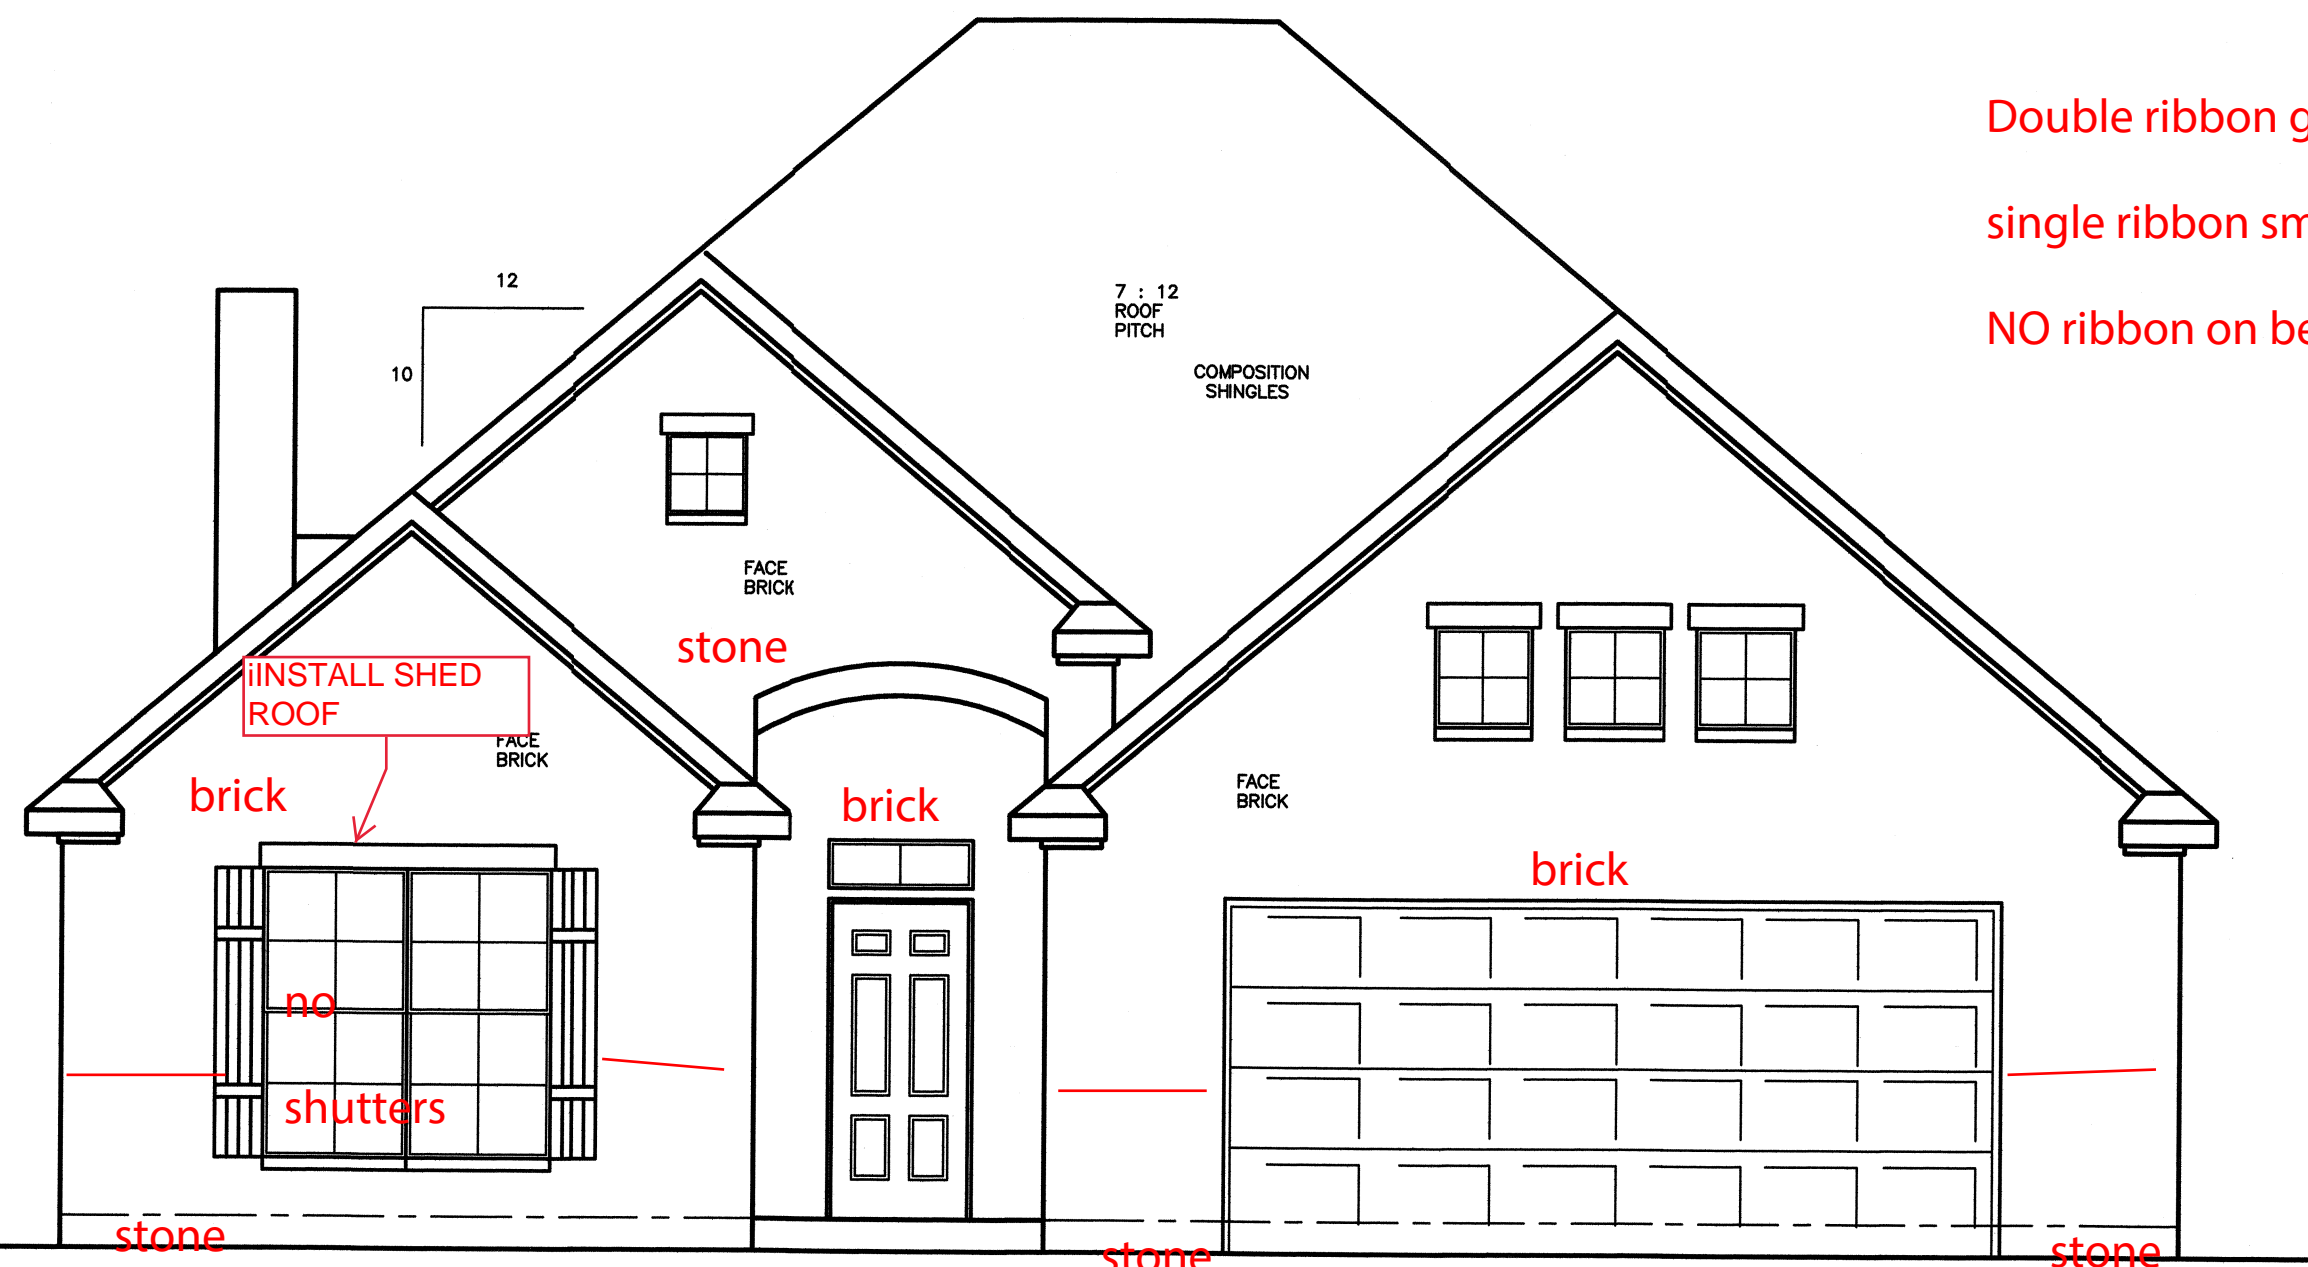 Double ribbon
single ribbon
NO ribbon on
12
7 : 12
ROOF
PITCH
10
COMPOSITION
SHINGLES
FACE
BRICK
stone
iINSTALL SHED
ROOF
FACE
BRICK
brick
brick
FACE
BRICK
brick
no
shutters
stone
stone
stone